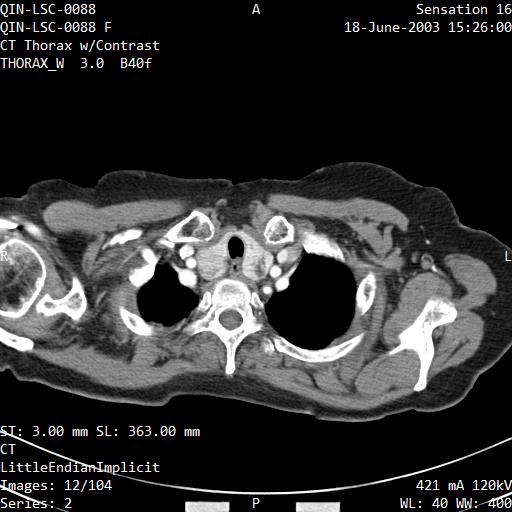 QIN-LSC-0088
A
Sensation 16
QIN-LSC-0088 F
18-June-2003 15:26:00
CT Thorax w/Contrast
THORAX_W 3.0 B40f
R
L
ST: 3.00 mm SL: 363.00 mm
CT
LittleEndianImplicit
Images: 12/104
421 mA 120kV
Series: 2
P
WL: 40 WW: 400